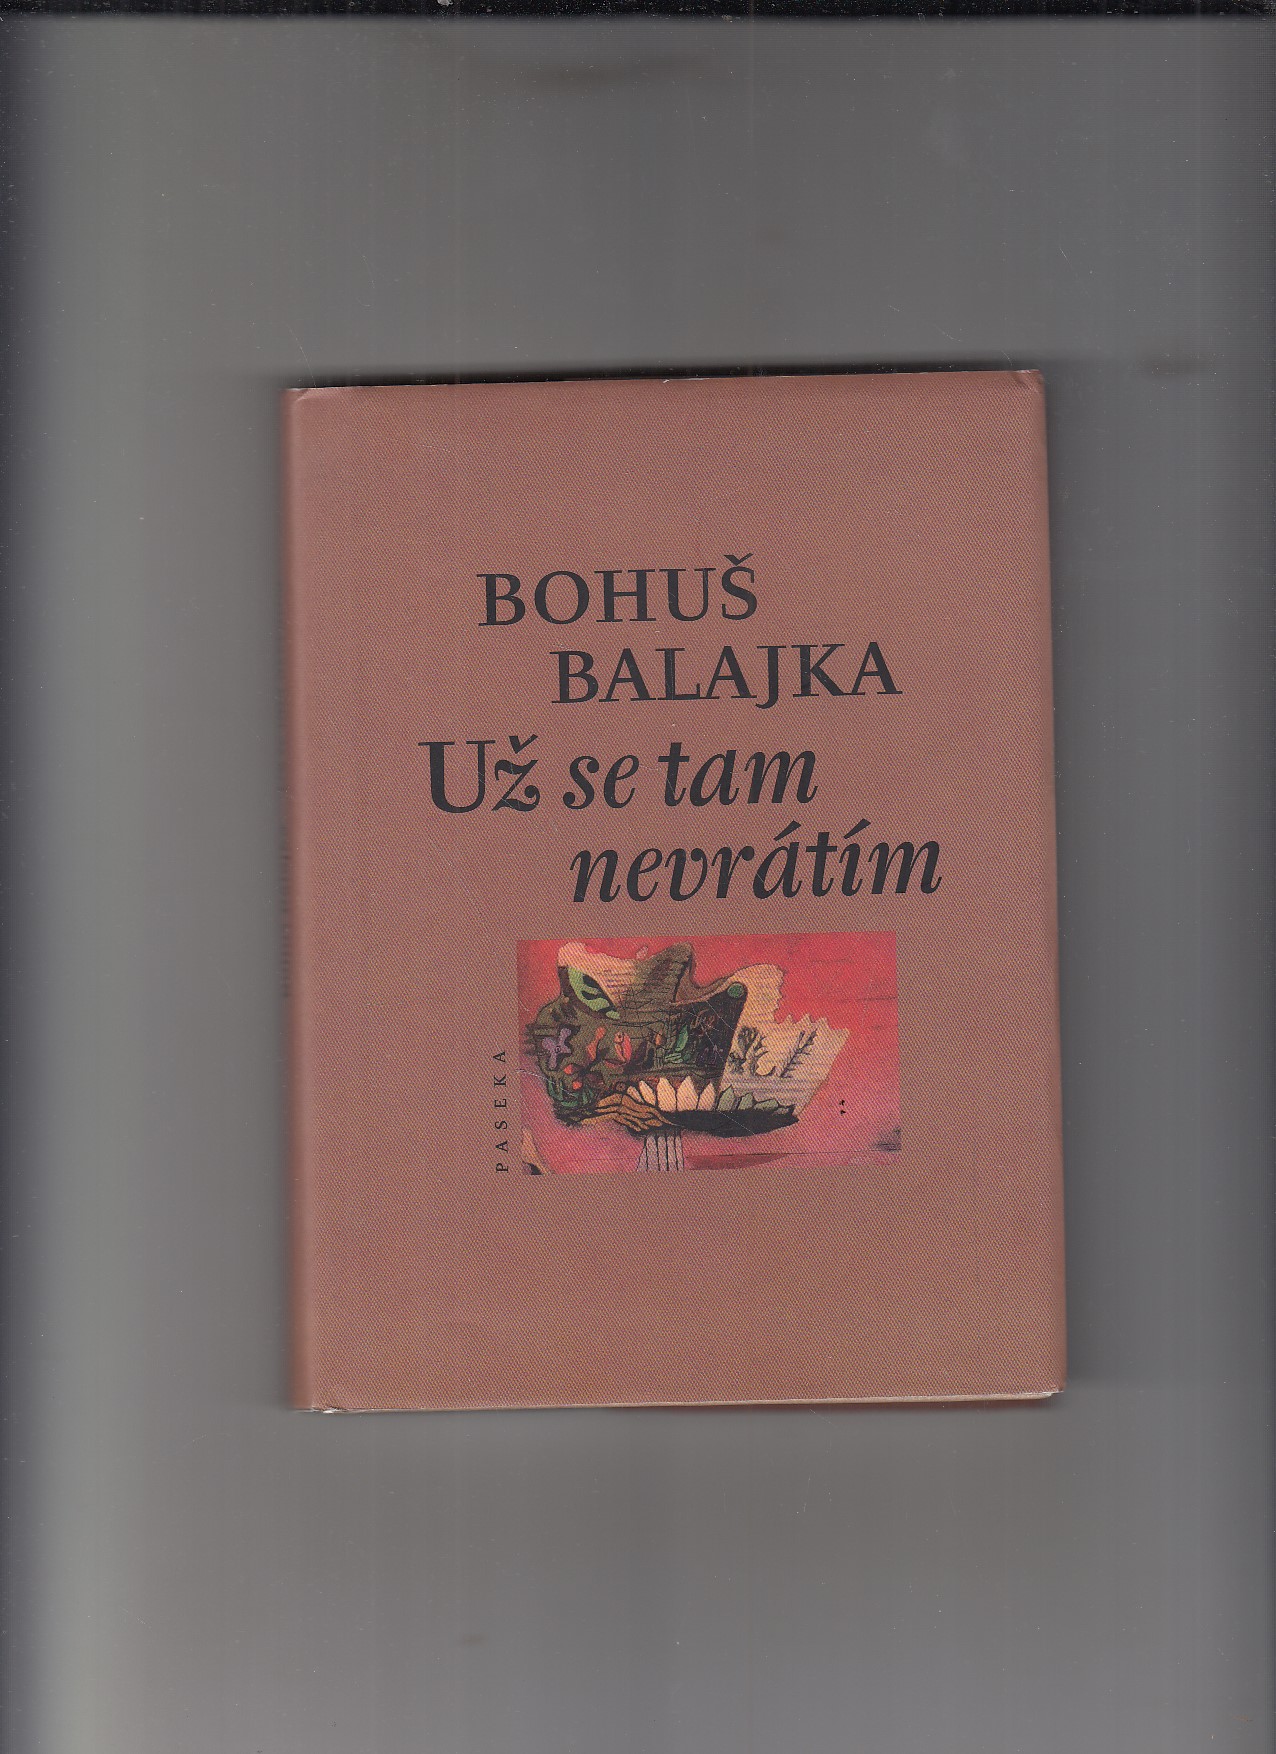 BOHUŠ
BALAJKA
Už se tam
nevrátím
PASEKA